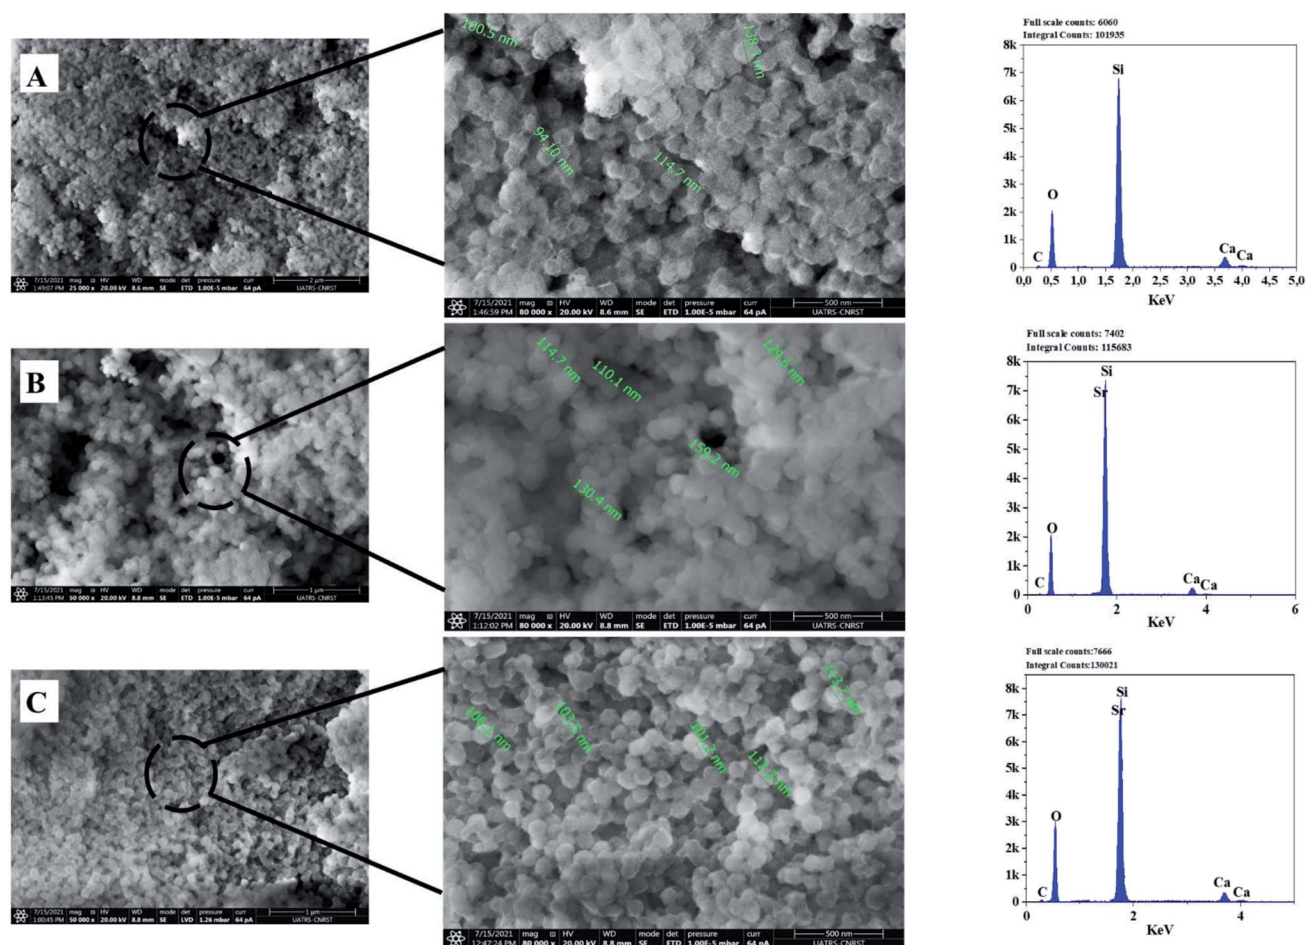 A
7/15/2021 mag HV WD mode det pressure curr 2 µm
1:49:07 PM 25 000 x 20.00 kV 8.6 mm SE ETD 1.00E-5 mbar 64 pA UATRS-CNRST
100.5 nm
138.3 nm
94.10 nm
114.7 nm
7/15/2021 mag HV WD mode det pressure curr 500 nm
1:46:59 PM 80 000 x 20.00 kV 8.6 mm SE ETD 1.00E-5 mbar 64 pA UATRS-CNRST
Full scale counts: 6060
Integral Counts: 101935
8k
7k
6k
5k
4k
3k
2k
1k
0
Si
O
C
Ca
Ca
0,0 0,5 1,0 1,5 2,0 2,5 3,0 3,5 4,0 4,5 5,0
KeV
B
7/15/2021 mag HV WD mode det pressure curr 1 µm
1:13:45 PM 50 000 x 20.00 kV 8.8 mm SE ETD 1.00E-5 mbar 64 pA UATRS-CNRST
114.7 nm
110.1 nm
129.6 nm
159.2 nm
130.4 nm
7/15/2021 mag HV WD mode det pressure curr 500 nm
1:12:02 PM 80 000 x 20.00 kV 8.8 mm SE ETD 1.00E-5 mbar 64 pA UATRS-CNRST
Full scale counts: 7402
Integral Counts: 115683
8k
7k
6k
5k
4k
3k
2k
1k
0
Si
Sr
O
C
Ca
Ca
0 2 4 6
KeV
C
7/15/2021 mag HV WD mode det pressure curr 1 µm
1:00:45 PM 50 000 x 20.00 kV 8.8 mm SE LVD 1.26 mbar 64 pA UATRS-CNRST
nm
103.8 nm
101.2 nm
nm
nm
7/15/2021 mag HV WD mode det pressure curr 500 nm
12:47:24 PM 80 000 x 20.00 kV 8.8 mm SE ETD 1.00E-5 mbar 64 pA UATRS-CNRST
Full scale counts:7666
Integral Counts:130021
8k
7k
6k
5k
4k
3k
2k
1k
0
Si
Sr
O
C
Ca
Ca
0 2 4
KeV